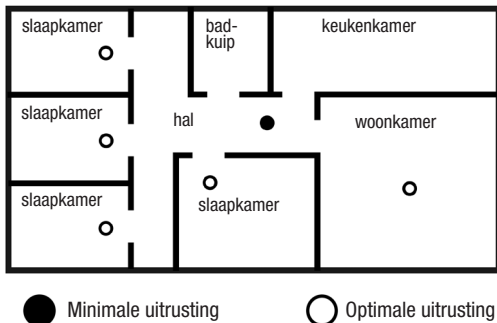 slaapkamer
bad-
kuip
keukenkamer
slaapkamer
hal
woonkamer
slaapkamer
slaapkamer
Minimale uitrusting
Optimale uitrusting